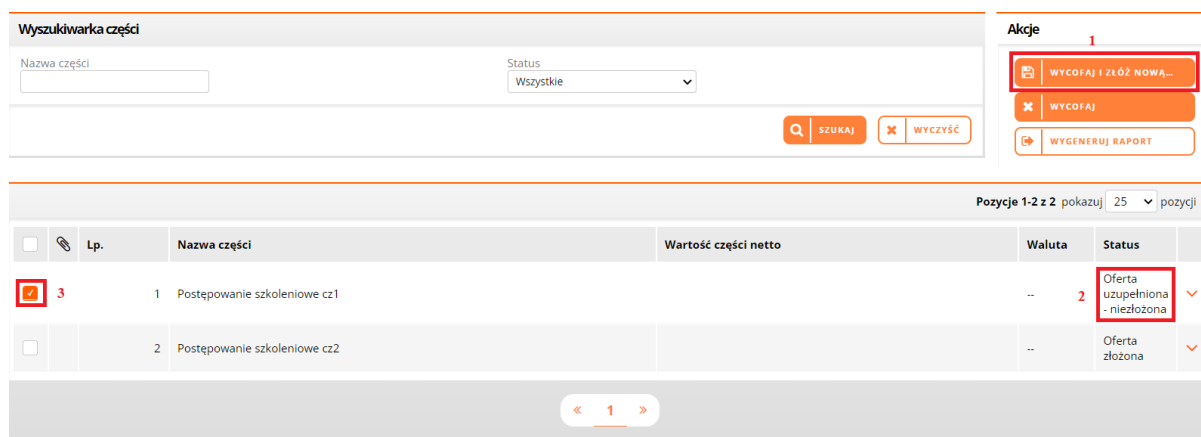 Wyszukiwarka części
Akcje
1
Nazwa części
Status
Wszystkie
WYCOFAJ I ZŁÓŻ NOWĄ...
WYCOFAJ
SZUKAJ
WYCZYŚĆ
WYGENERUJ RAPORT
Pozycje 1-2 z 2 pokazuj 25 pozycji
Lp. Nazwa części Wartość części netto Waluta Status
3 1 Postępowanie szkoleniowe cz1 -- 2
Oferta
uzupełniona
- niezłożona
2 Postępowanie szkoleniowe cz2 --
Oferta
złożona
« 1 »